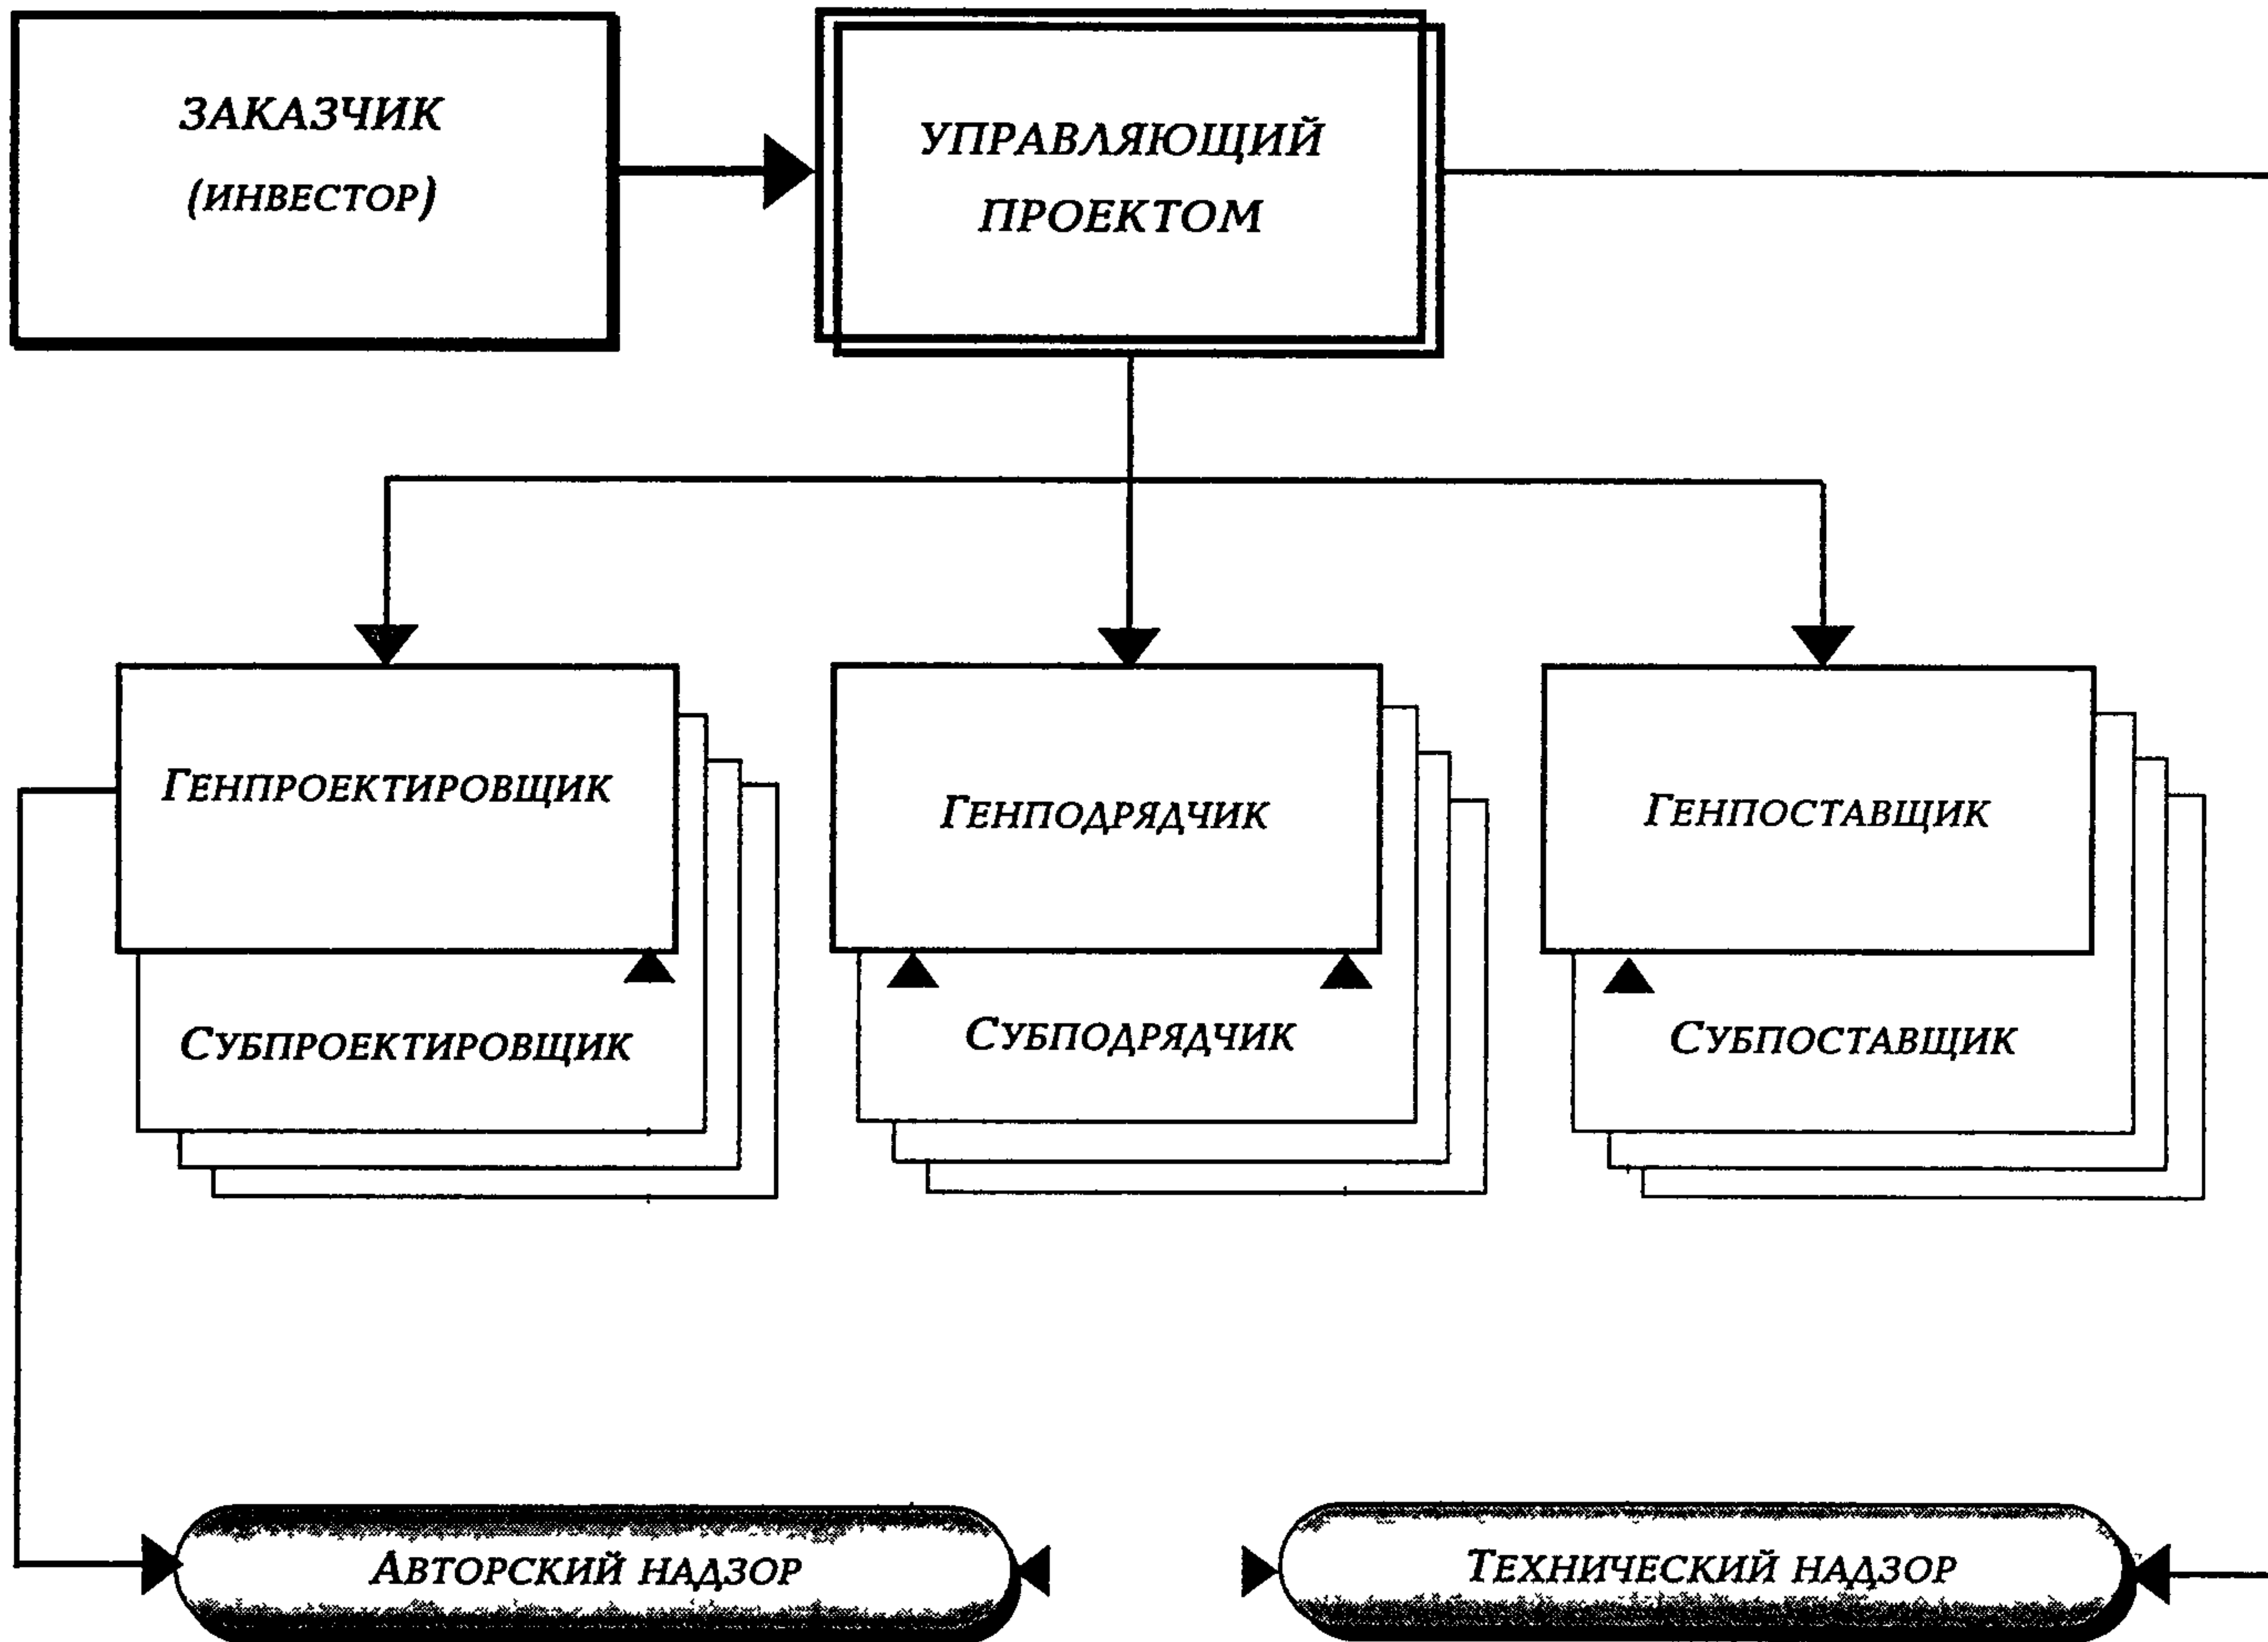 ЗАКАЗЧИК
(ИНВЕСТОР)
УПРАВЛЯЮЩИЙ
ПРОЕКТОМ
ГЕНПРОЕКТИРОВЩИК
ГЕНПОДРЯДЧИК
ГЕНПОСТАВЩИК
СУБПРОЕКТИРОВЩИК
СУБПОДРЯДЧИК
СУБПОСТАВЩИК
АВТОРСКИЙ НАДЗОР
ТЕХНИЧЕСКИЙ НАДЗОР